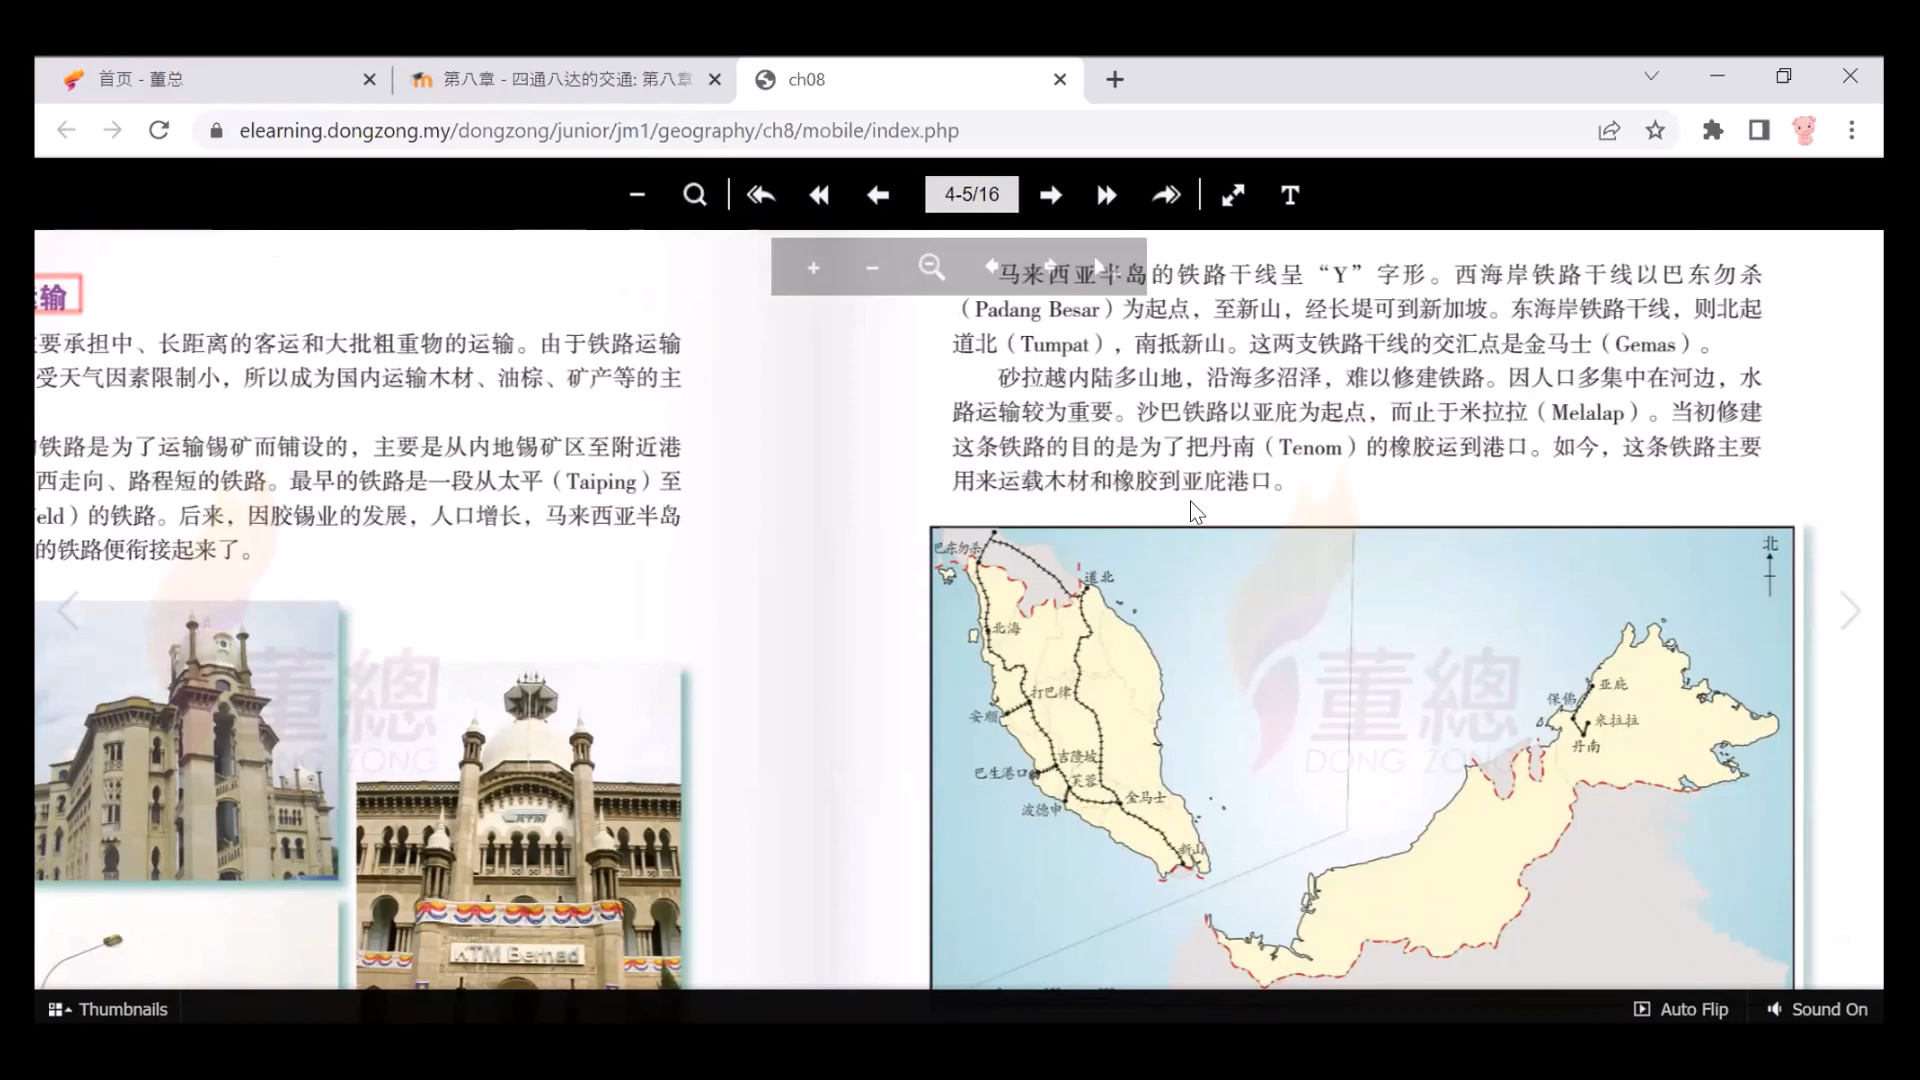 首页 - 董总
第八章 - 四通八达的交通: 第八章
ch08
elearning.dongzong.my/dongzong/junior/jm1/geography/ch8/mobile/index.php
4-5/16
输
要承担中、长距离的客运和大批粗重物的运输。由于铁路运输
受天气因素限制小，所以成为国内运输木材、油棕、矿产等的主
铁路是为了运输锡矿而铺设的，主要是从内地锡矿区至附近港
西走向、路程短的铁路。最早的铁路是一段从太平（Taiping）至
eld）的铁路。后来，因胶锡业的发展，人口增长，马来西亚半岛
的铁路便衔接起来了。
KTM
KTM Berhad
马来西亚半岛的铁路干线呈“Y”字形。西海岸铁路干线以巴东勿杀
（Padang Besar）为起点，至新山，经长堤可到新加坡。东海岸铁路干线，则北起
道北（Tumpat），南抵新山。这两支铁路干线的交汇点是金马士（Gemas）。
砂拉越内陆多山地，沿海多沼泽，难以修建铁路。因人口多集中在河边，水
路运输较为重要。沙巴铁路以亚庇为起点，而止于米拉拉（Melalap）。当初修建
这条铁路的目的是为了把丹南（Tenom）的橡胶运到港口。如今，这条铁路主要
用来运载木材和橡胶到亚庇港口。
巴东勿杀
道北
北
北海
打巴律
安顺
吉隆坡
巴生港口
芙蓉
波德申
金马士
新山
亚庇
保佛
米拉拉
丹南
董總
DONG ZONG
董總
DONG ZONG
Thumbnails
Auto Flip
Sound On